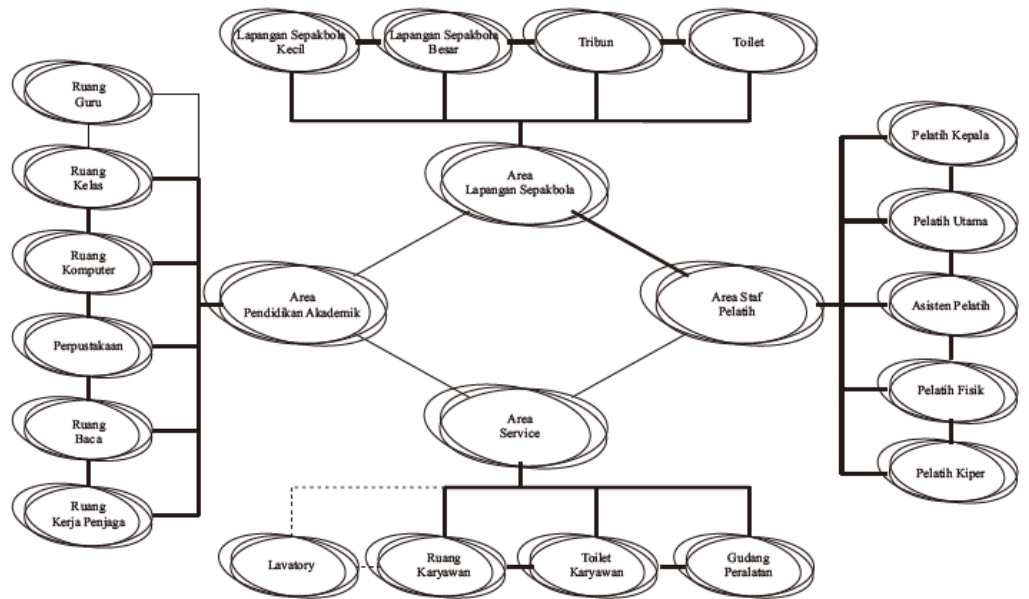 Lapangan Sepakbola
Kecil
Lapangan Sepakbola
Besar
Tribun
Toilet
Ruang
Guru
Ruang
Kelas
Ruang
Komputer
Perpustakaan
Ruang
Baca
Ruang
Kerja Penjaga
Area
Lapangan Sepakbola
Area
Pendidikan Akademik
Area Staf
Pelatih
Area
Service
Pelatih Kepala
Pelatih Utama
Asisten Pelatih
Pelatih Fisik
Pelatih Kiper
Lavatory
Ruang
Karyawan
Toilet
Karyawan
Gudang
Peralatan